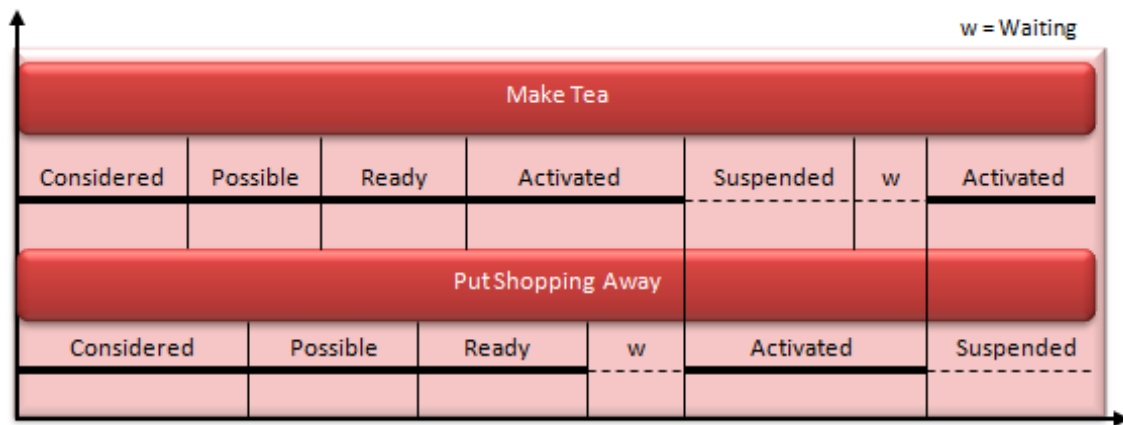 w = Waiting
Make Tea
Considered Possible Ready Activated Suspended w Activated
Put Shopping Away
Considered Possible Ready w Activated Suspended